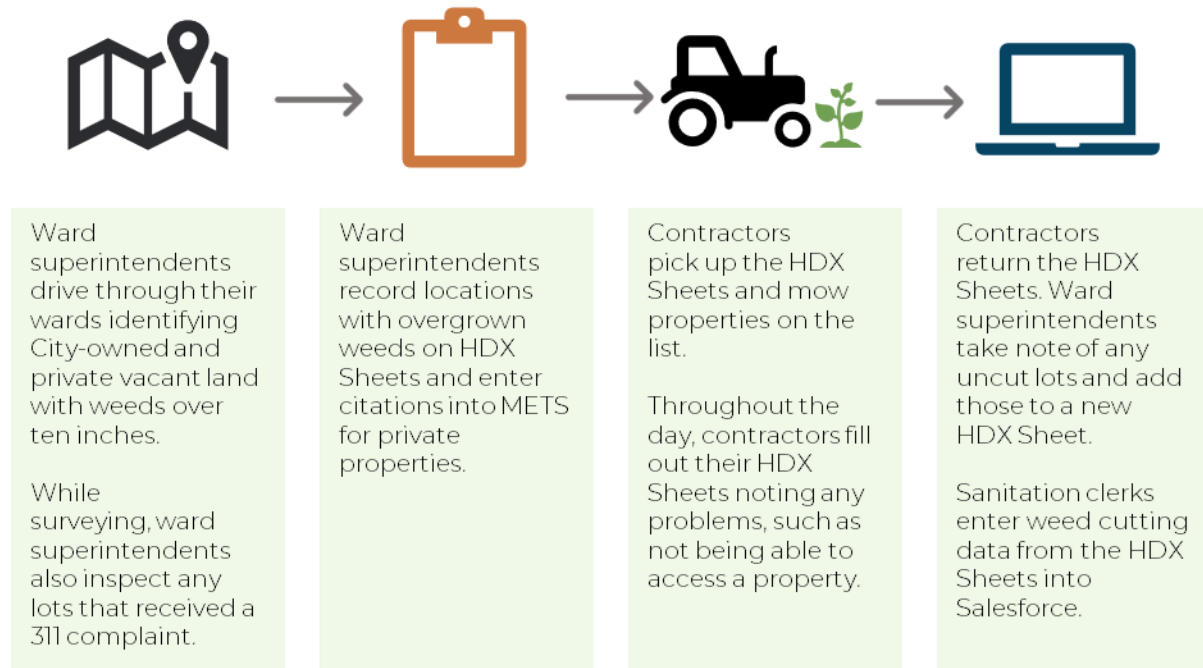 Ward
superintendents
drive through their
wards identifying
City-owned and
private vacant land
with weeds over
ten inches.
While
surveying, ward
superintendents
also inspect any
lots that received a
311 complaint.
Ward
superintendents
record locations
with overgrown
weeds on HDX
Sheets and enter
citations into METS
for private
properties.
Contractors
pick up the HDX
Sheets and mow
properties on the
list.
Throughout the
day, contractors fill
out their HDX
Sheets noting any
problems, such as
not being able to
access a property.
Contractors
return the HDX
Sheets. Ward
superintendents
take note of any
uncut lots and add
those to a new
HDX Sheet.
Sanitation clerks
enter weed cutting
data from the HDX
Sheets into
Salesforce.